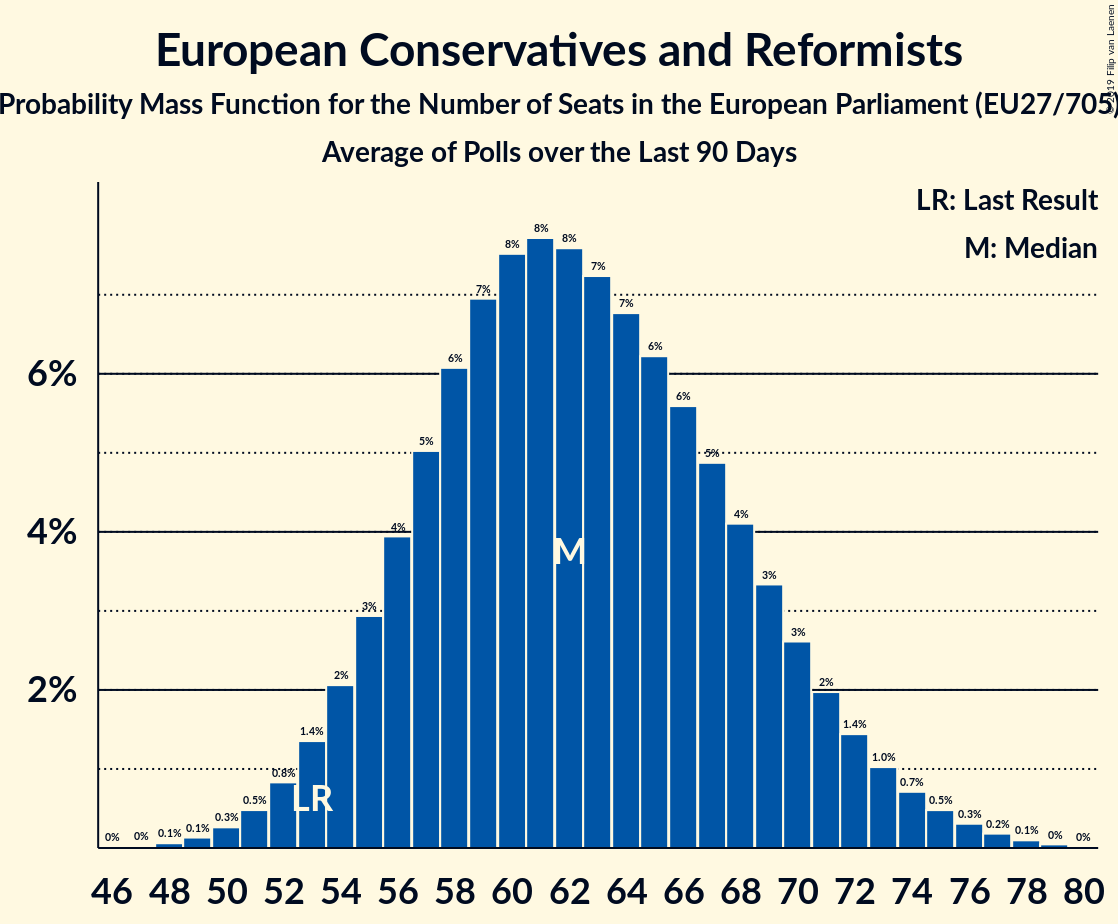 European Conservatives and Reformists
Probability Mass Function for the Number of Seats in the European Parliament (EU27/705)
Average of Polls over the Last 90 Days
© 2019 Filip van Laenen
LR: Last Result
M: Median
6%
4%
2%
0% 0% 0.1% 0.1% 0.3% 0.5% 0.8% 1.4% 2% 3% 4% 5% 6% 7% 8% 8% 8% 7% 7% 6% 6% 5% 4% 3% 3% 2% 1.4% 1.0% 0.7% 0.5% 0.3% 0.2% 0.1% 0% 0%
M
LR
46 48 50 52 54 56 58 60 62 64 66 68 70 72 74 76 78 80